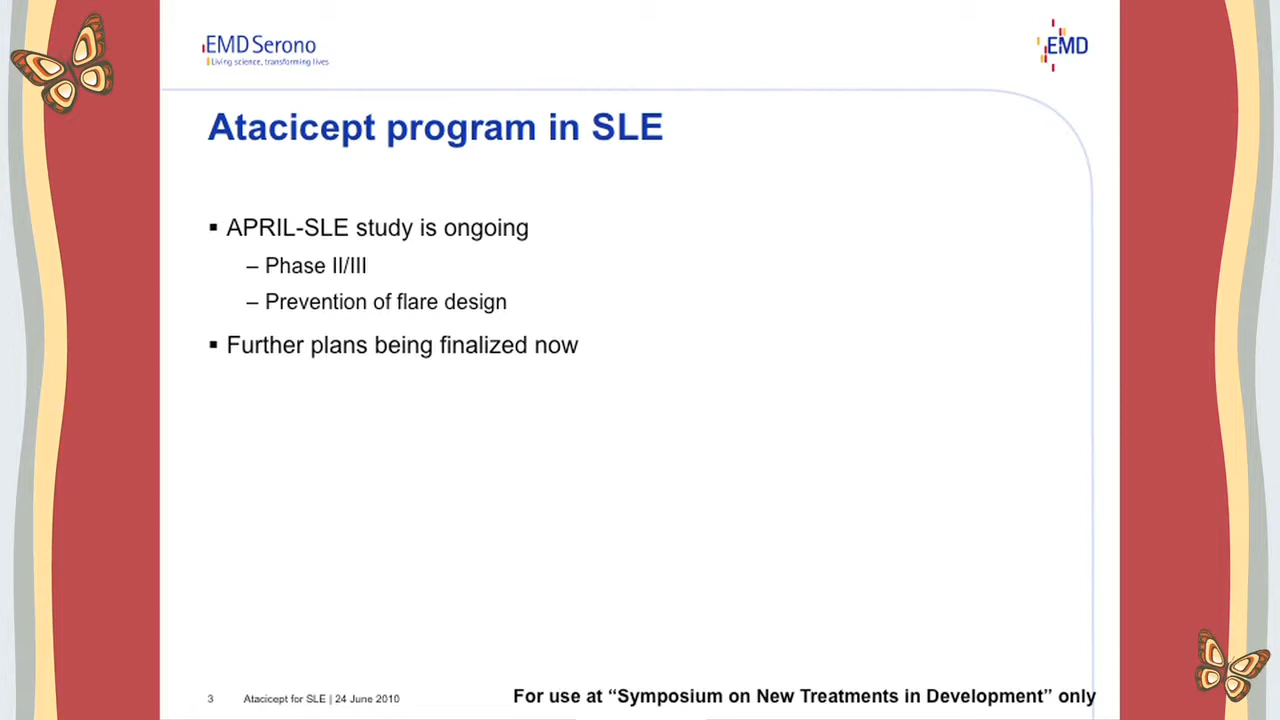 EMD Serono
Living science, transforming lives
EMD
Atacicept program in SLE
▪ APRIL-SLE study is ongoing
– Phase II/III
– Prevention of flare design
▪ Further plans being finalized now
3 Atacicept for SLE | 24 June 2010
For use at “Symposium on New Treatments in Development” only